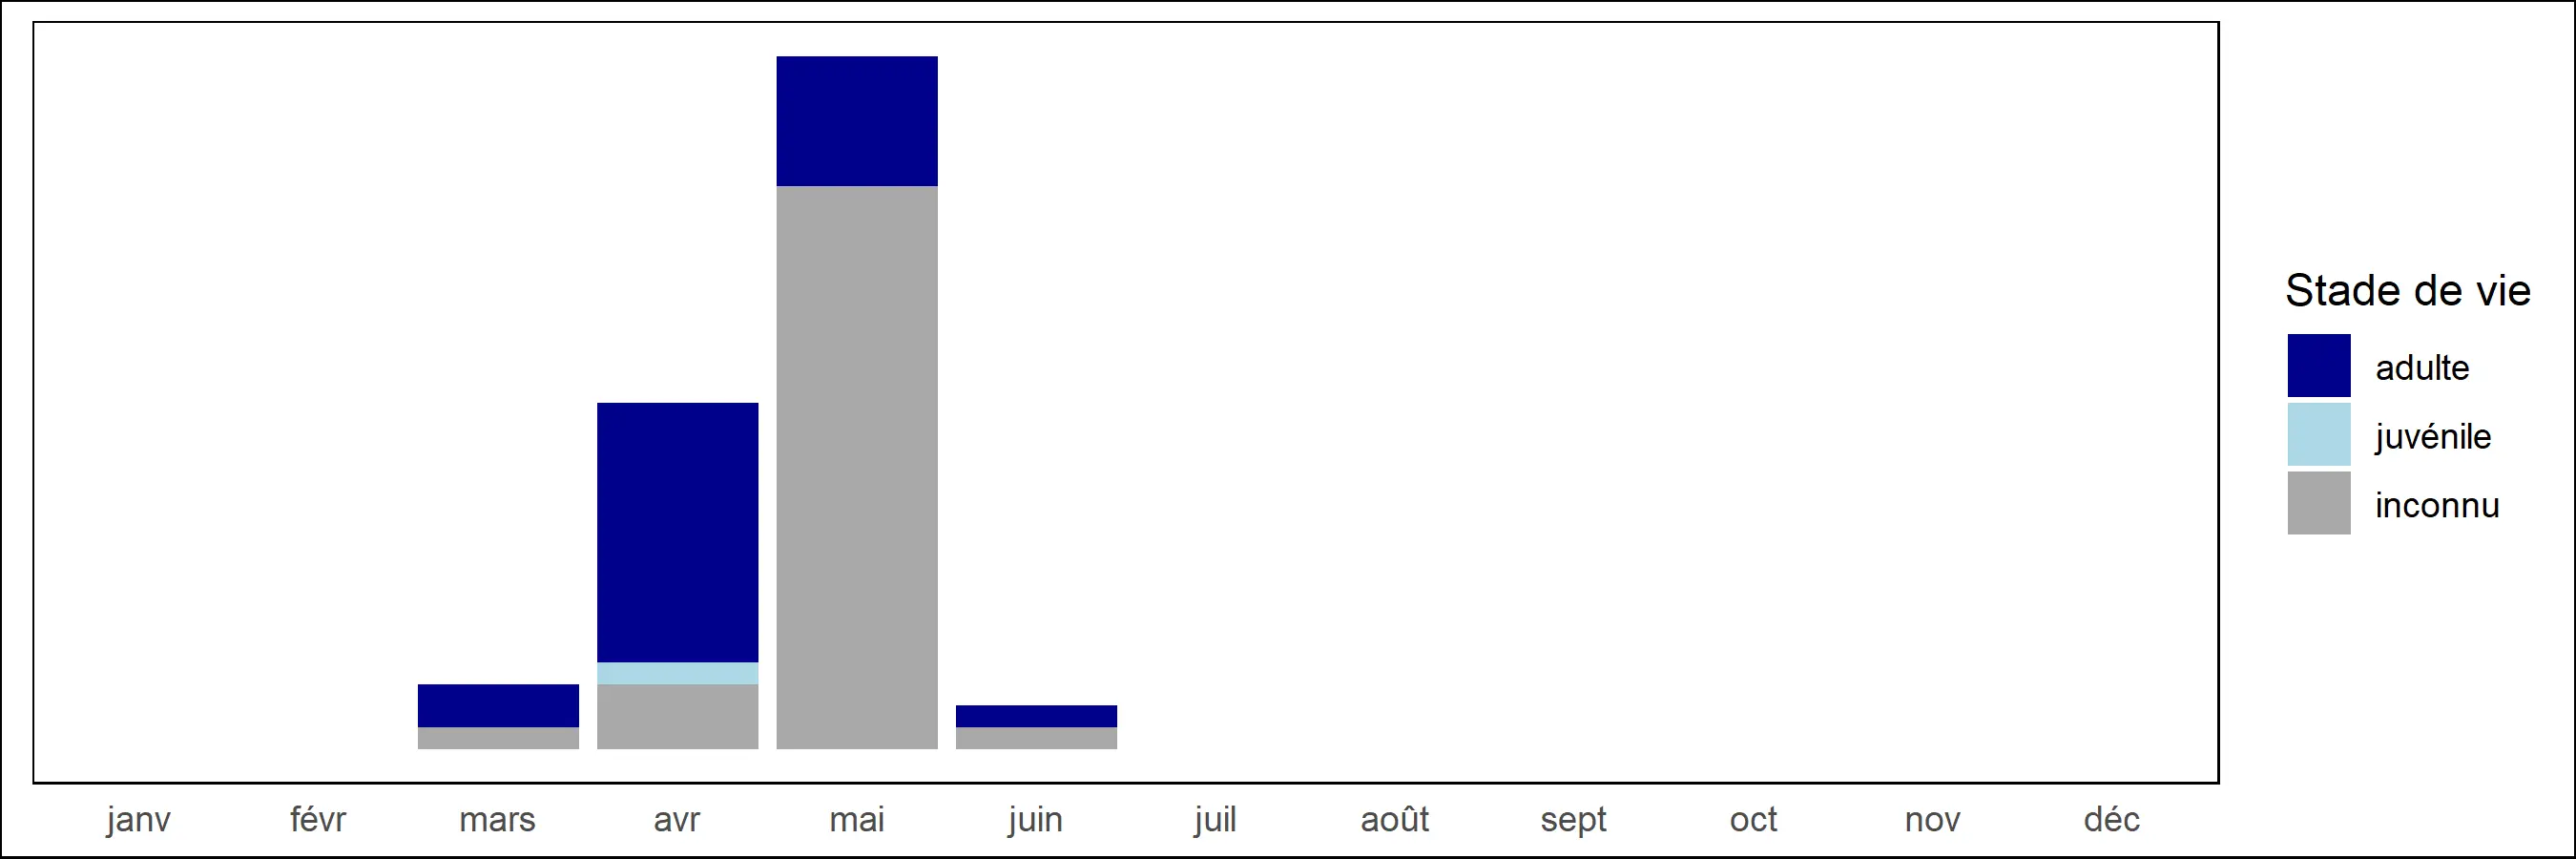 Stade de vie
adulte
juvénile
inconnu
janv févr mars avr mai juin juil août sept oct nov déc